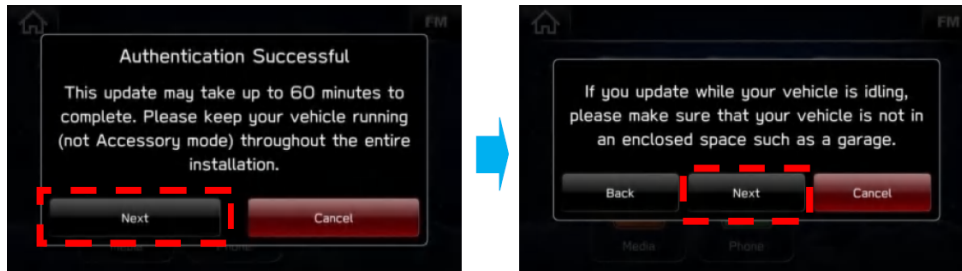 FM
Authentication Successful
This update may take up to 60 minutes to
complete. Please keep your vehicle running
(not Accessory mode) throughout the entire
installation.
Next
Cancel
Phone
FM
If you update while your vehicle is idling,
please make sure that your vehicle is not in
an enclosed space such as a garage.
Back
Next
Cancel
Media
Phone